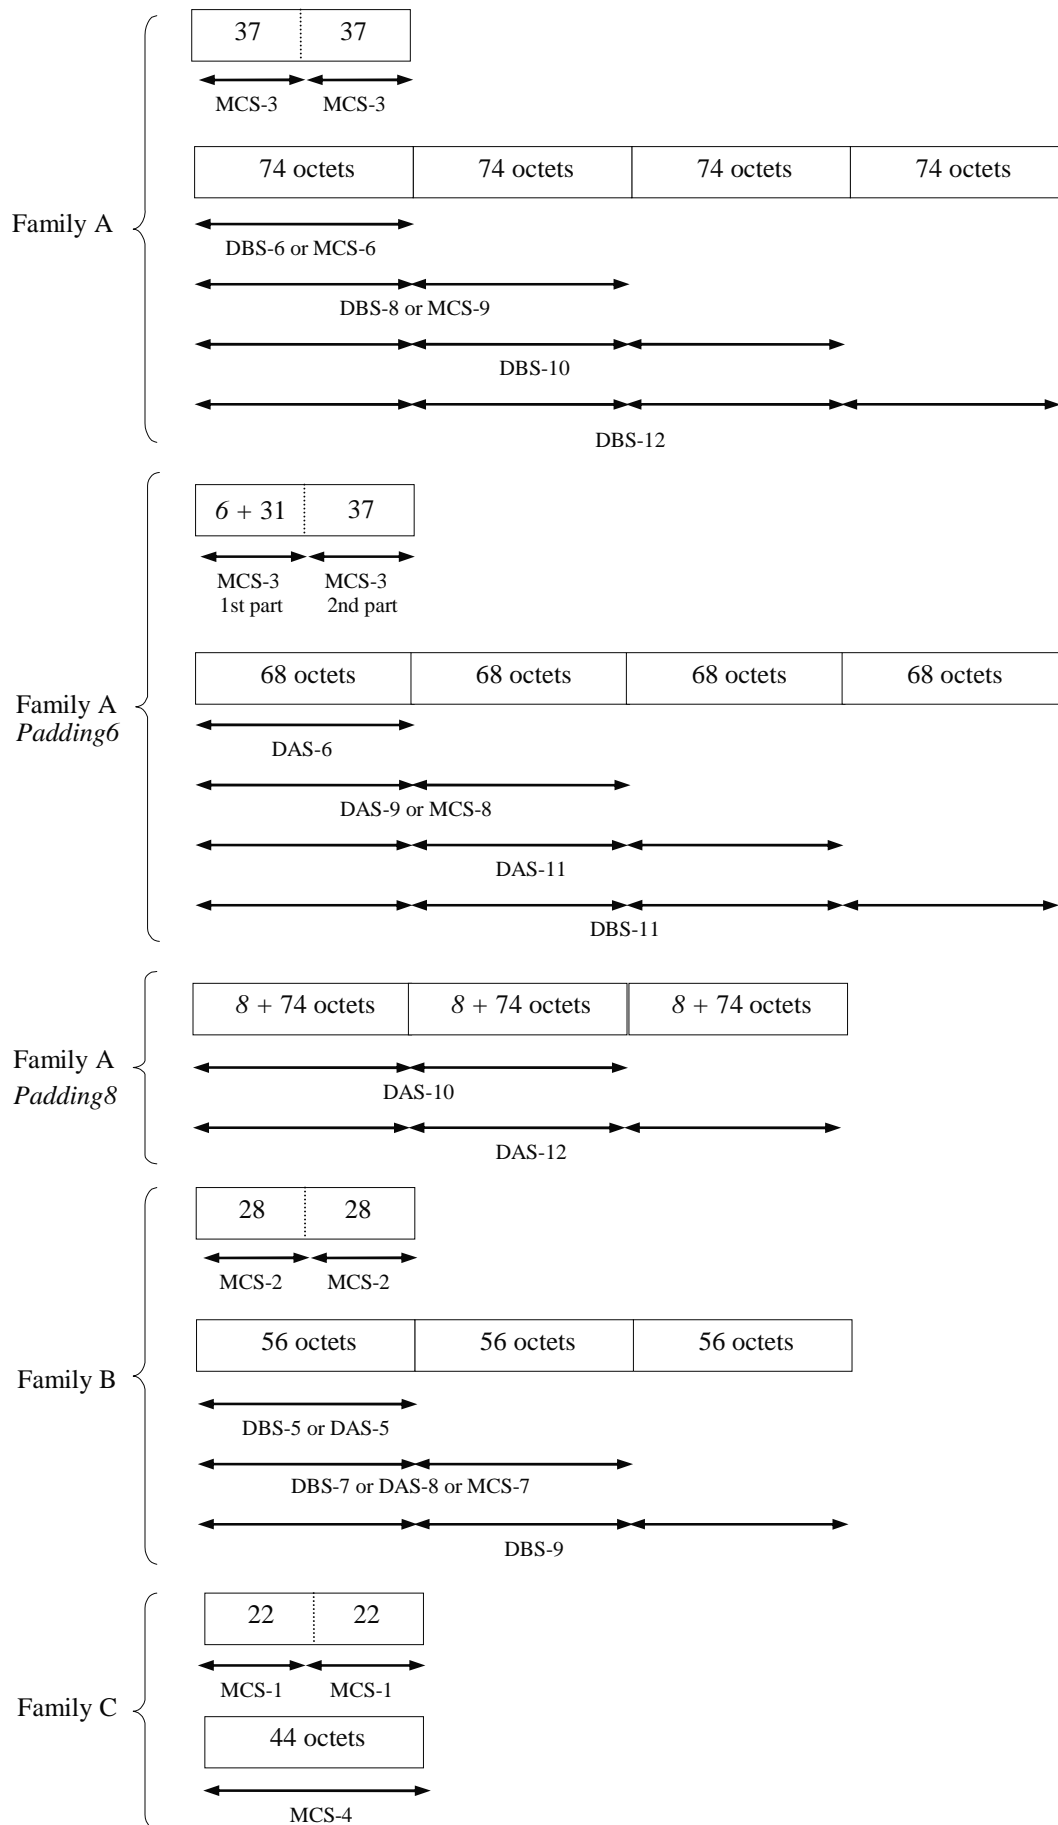 37 37
MCS-3 MCS-3
74 octets 74 octets 74 octets 74 octets
Family A
DBS-6 or MCS-6
DBS-8 or MCS-9
DBS-10
DBS-12
6 + 31 37
MCS-3 MCS-3
1st part 2nd part
68 octets 68 octets 68 octets 68 octets
Family A
Padding6
DAS-6
DAS-9 or MCS-8
DAS-11
DBS-11
8 + 74 octets 8 + 74 octets 8 + 74 octets
Family A
Padding8
DAS-10
DAS-12
28 28
MCS-2 MCS-2
56 octets 56 octets 56 octets
Family B
DBS-5 or DAS-5
DBS-7 or DAS-8 or MCS-7
DBS-9
22 22
MCS-1 MCS-1
Family C
44 octets
MCS-4